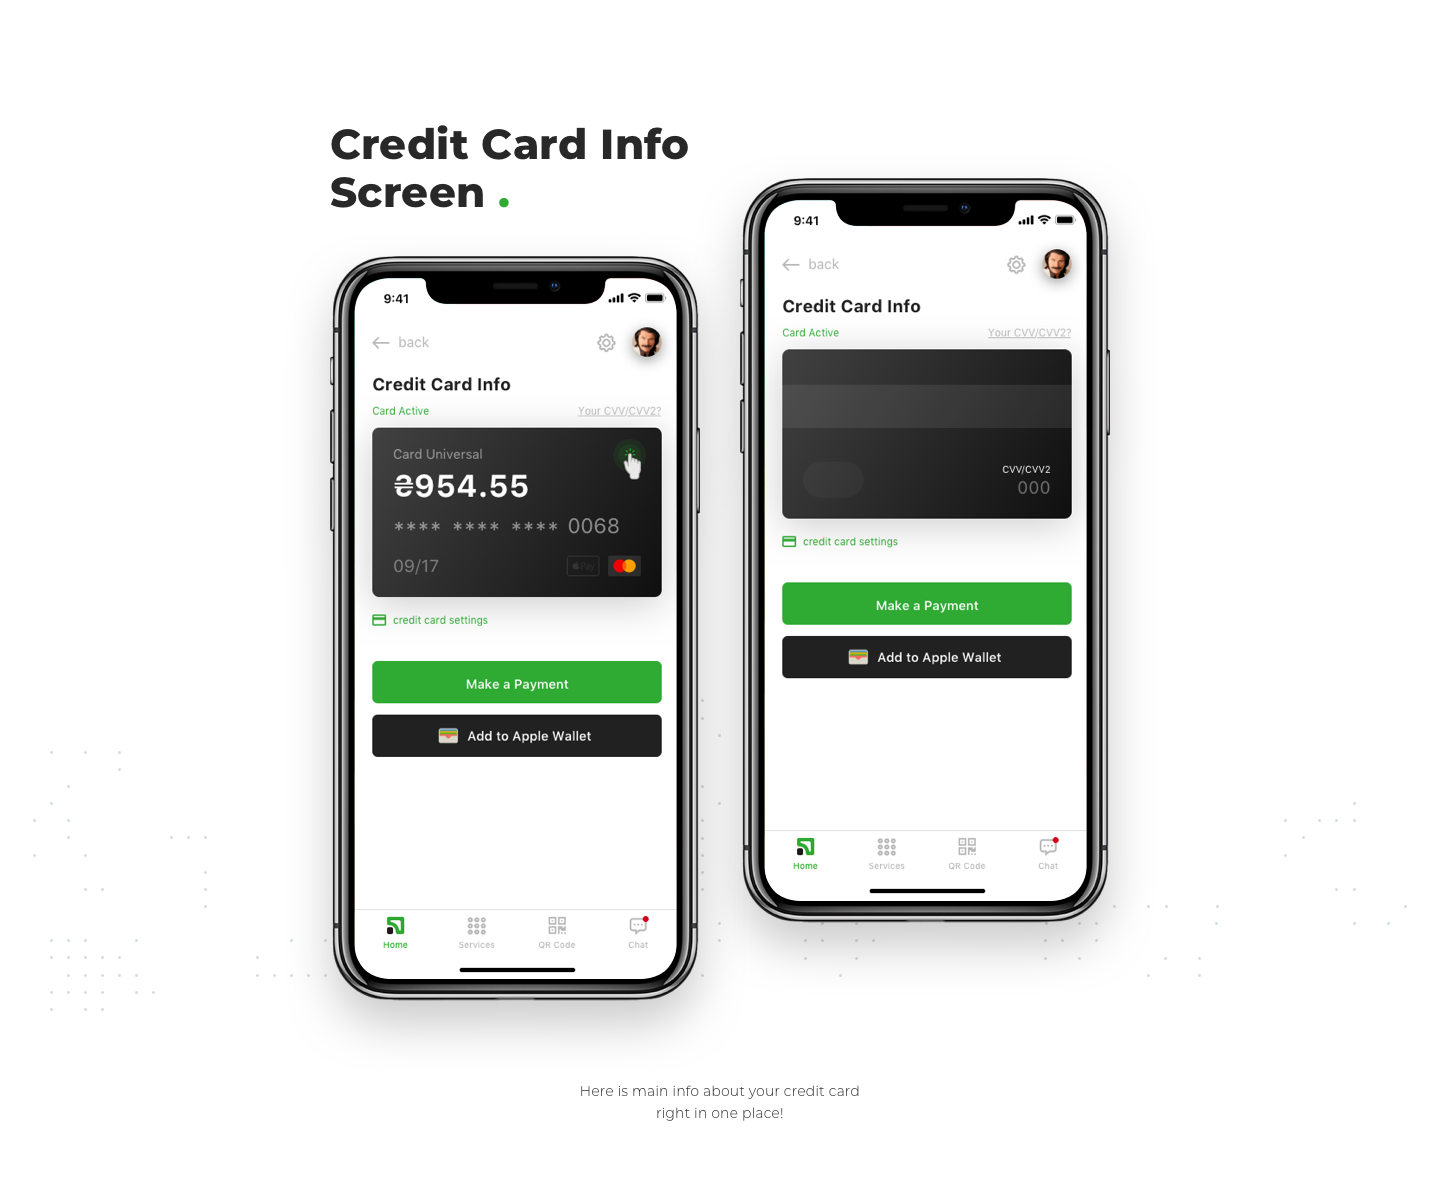 Credit Card Info
Screen .
9:41
back
Credit Card Info
Card Active
Your CVV/CVV2?
Card Universal
₴954.55
**** **** **** 0068
09/17
Pay
credit card settings
Make a Payment
Add to Apple Wallet
Home
Services
QR Code
Chat
9:41
back
Credit Card Info
Card Active
Your CVV/CVV2?
CVV/CVV2
000
credit card settings
Make a Payment
Add to Apple Wallet
Home
Services
QR Code
Chat
Here is main info about your credit card
right in one place!